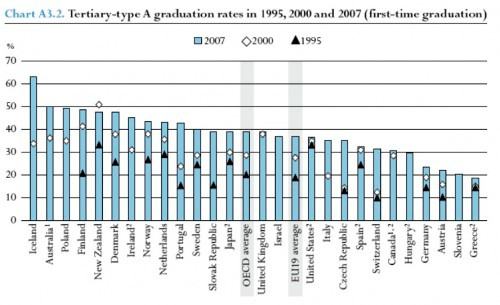 Chart A3.2. Tertiary-type A graduation rates in 1995, 2000 and 2007 (first-time graduation)
2007 2000 1995
%
70
60
50
40
30
20
10
0
Iceland
Australia¹
Poland
Finland
New Zealand
Denmark
Ireland²
Norway
Netherlands
Portugal
Sweden
Slovak Republic
Japan²
OECD average
United Kingdom
Israel
EU19 average
United States²
Italy
Czech Republic
Spain²
Switzerland
Canada¹·²
Hungary²
Germany
Austria
Slovenia
Greece²